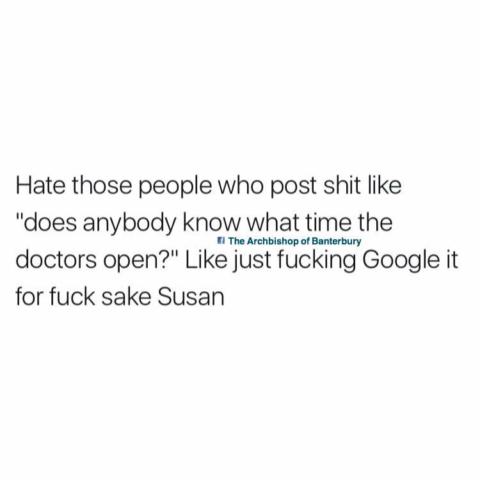 Hate those people who post shit like
"does anybody know what time the
The Archbishop of Banterbury
doctors open?" Like just fucking Google it
for fuck sake Susan